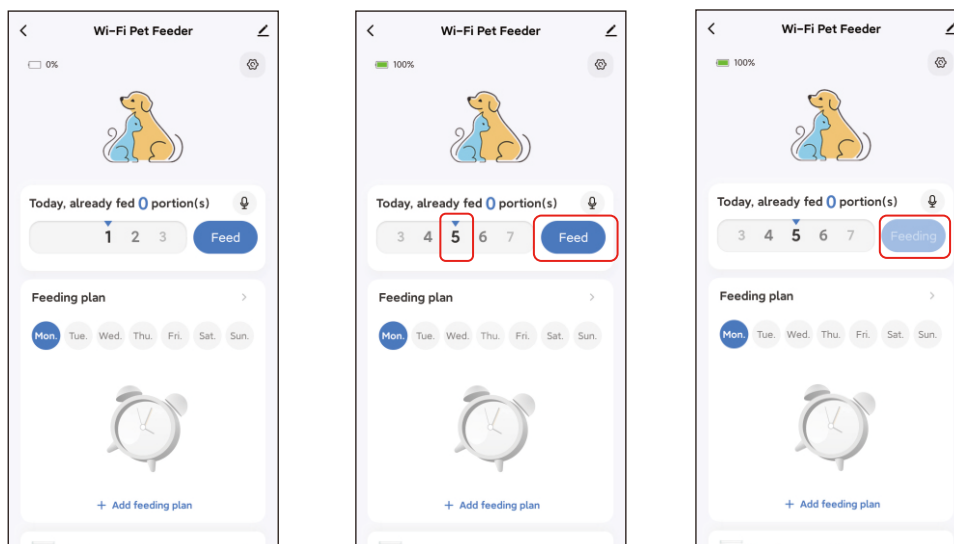 Wi-Fi Pet Feeder
0%
Today, already fed 0 portion(s)
1 2 3 Feed
Feeding plan
Mon. Tue. Wed. Thu. Fri. Sat. Sun.
+ Add feeding plan
Wi-Fi Pet Feeder
100%
Today, already fed 0 portion(s)
3 4 5 6 7 Feed
Feeding plan
Mon. Tue. Wed. Thu. Fri. Sat. Sun.
+ Add feeding plan
Wi-Fi Pet Feeder
100%
Today, already fed 0 portion(s)
3 4 5 6 7 Feeding
Feeding plan
Mon. Tue. Wed. Thu. Fri. Sat. Sun.
+ Add feeding plan